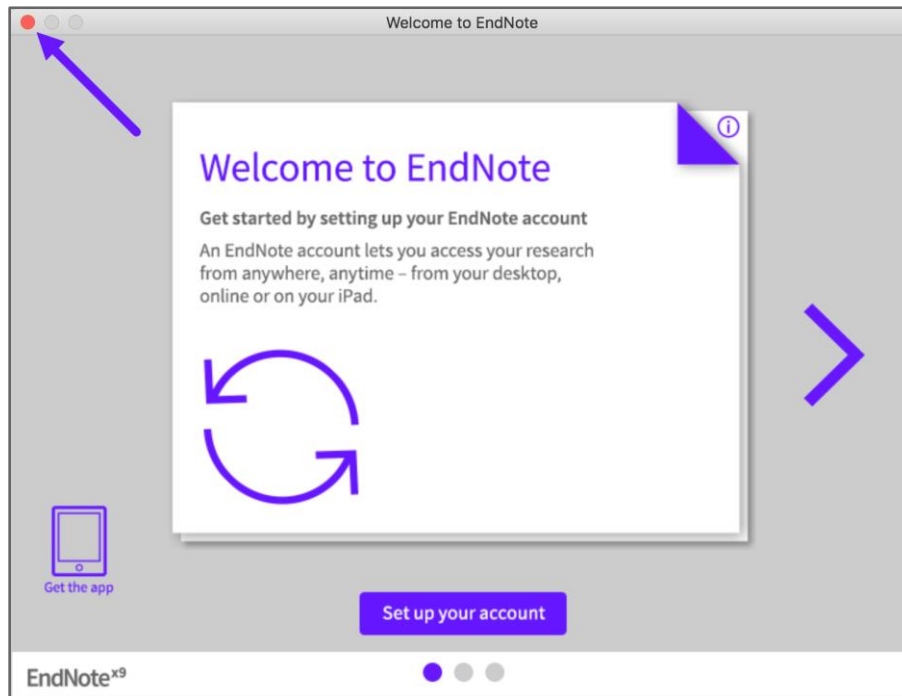 Welcome to EndNote
Welcome to EndNote
Get started by setting up your EndNote account
An EndNote account lets you access your research
from anywhere, anytime – from your desktop,
online or on your iPad.
Get the app
Set up your account
EndNote x9